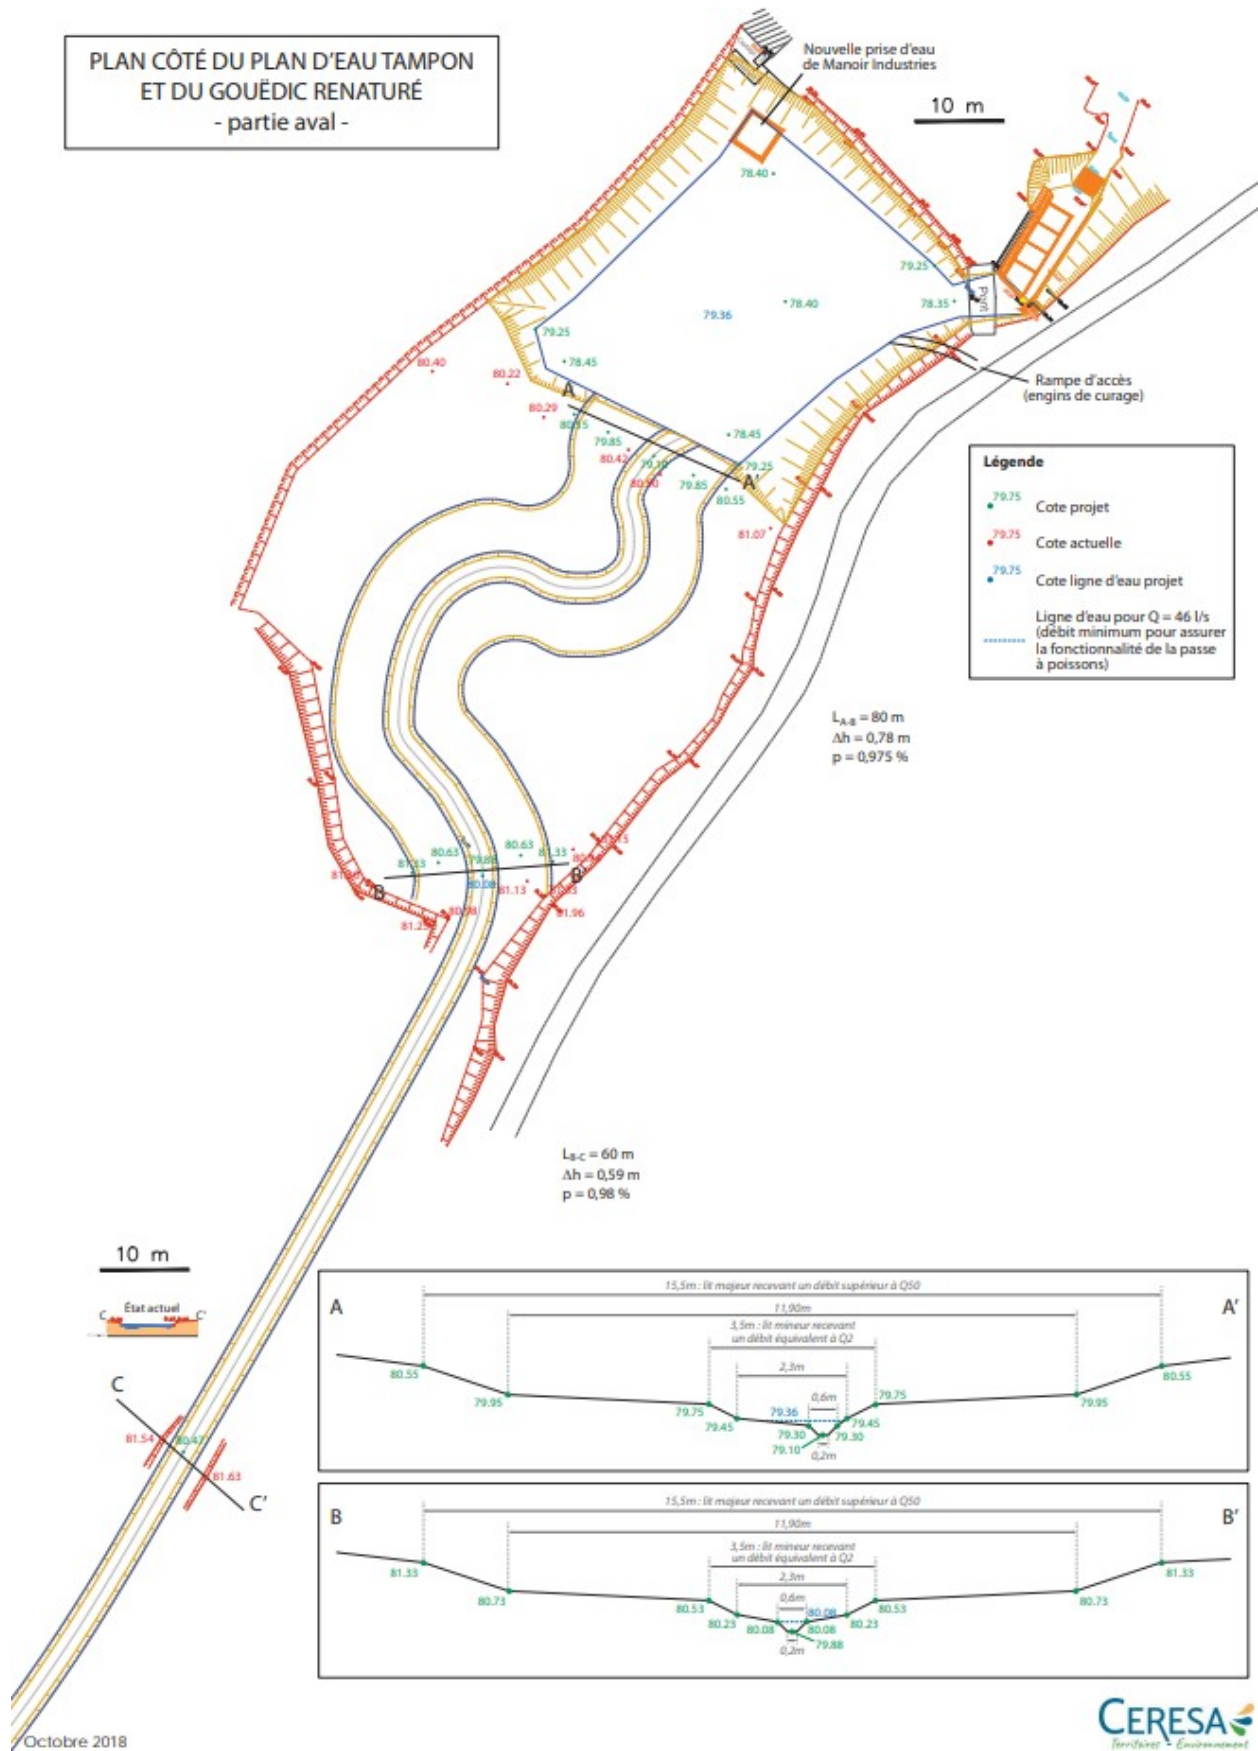 PLAN CÔTÉ DU PLAN D'EAU TAMPON
ET DU GOUËDIC RENATURÉ
- partie aval -
Nouvelle prise d'eau
de Manoir Industries
10 m
78.40
79.25
78.40
78.35
Pont
79.36
79.25
78.45
80.40
80.22
A
80.29
79.85
78.45
80.42
79.25
79.85
A'
80.55
81.07
Rampe d'accès
(engins de curage)
Légende
79.75 Cote projet
79.75 Cote actuelle
79.75 Cote ligne d'eau projet
Ligne d'eau pour Q = 46 l/s
(débit minimum pour assurer
la fonctionnalité de la passe
à poissons)
L A-B = 80 m
Δh = 0,78 m
p = 0,975 %
80.63
80.63
81.33
81.33
79.88
80.08
B
B'
81.13
81.96
80.98
L B-C = 60 m
Δh = 0,59 m
p = 0,98 %
10 m
État actuel
C C'
C
81.54
80.47
81.63
C'
15,5m : lit majeur recevant un débit supérieur à Q50
A
A'
11,90m
3,5m : lit mineur recevant
un débit équivalent à Q2
2,3m
0,6m
80.55
80.55
79.95
79.95
79.75
79.75
79.36
79.45
79.45
79.30
79.30
79.10
0,2m
15,5m : lit majeur recevant un débit supérieur à Q50
B
B'
11,90m
3,5m : lit mineur recevant
un débit équivalent à Q2
2,3m
0,6m
81.33
81.33
80.73
80.73
80.53
80.53
80.08
80.23
80.23
80.08
80.08
79.88
0,2m
Octobre 2018
CERESA
Territoires - Environnement